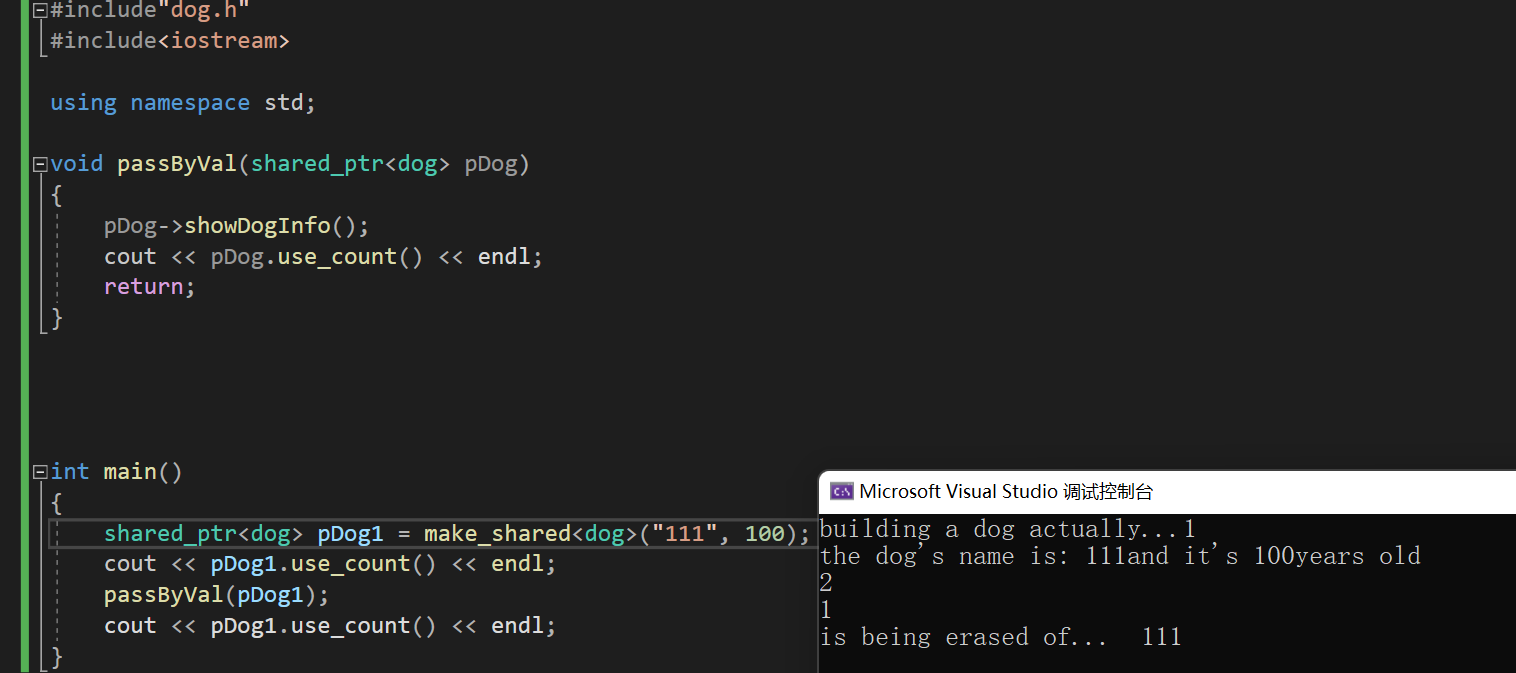 #include"dog.h"
#include<iostream>
using namespace std;
void passByVal(shared_ptr<dog> pDog)
{
pDog->showDogInfo();
cout << pDog.use_count() << endl;
return;
}
int main()
{
shared_ptr<dog> pDog1 = make_shared<dog>("111", 100);
cout << pDog1.use_count() << endl;
passByVal(pDog1);
cout << pDog1.use_count() << endl;
}
Microsoft Visual Studio 调试控制台
building a dog actually...1
the dog's name is: 111and it's 100years old
2
1
is being erased of... 111